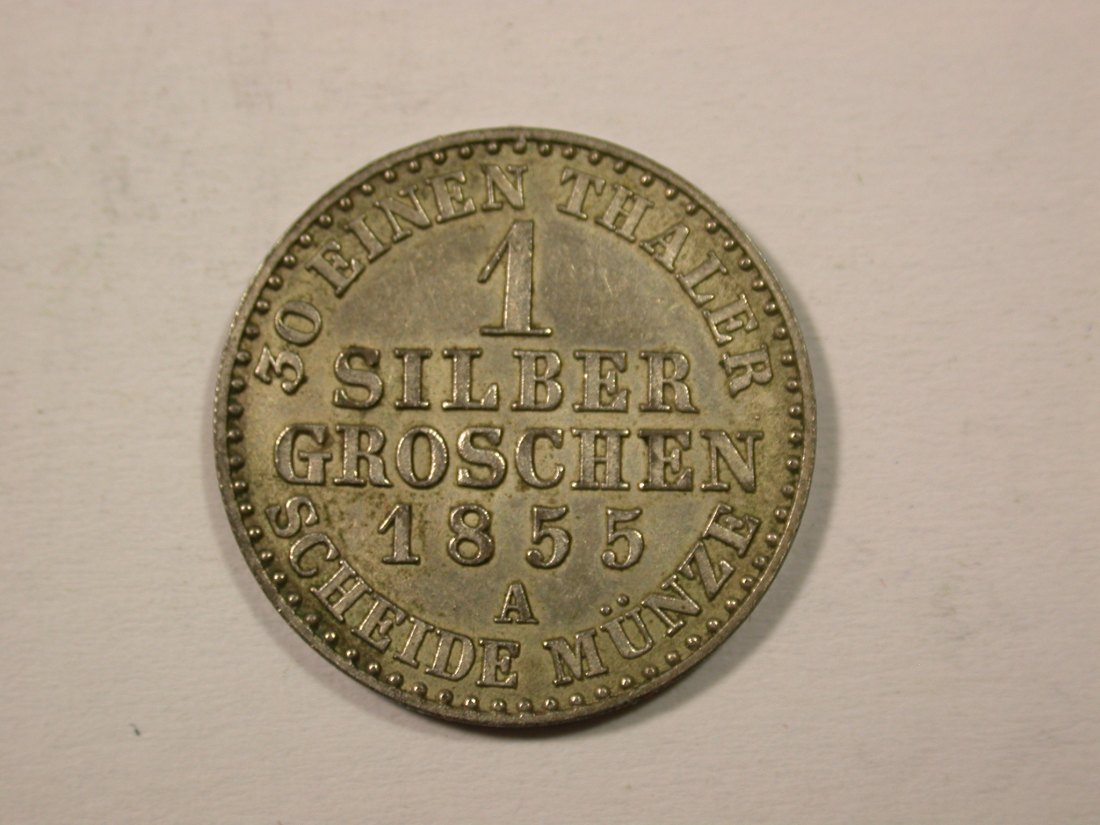 30 EINEN THALER
1
SILBER
GROSCHEN
1855
A
SCHEIDE MÜNZE